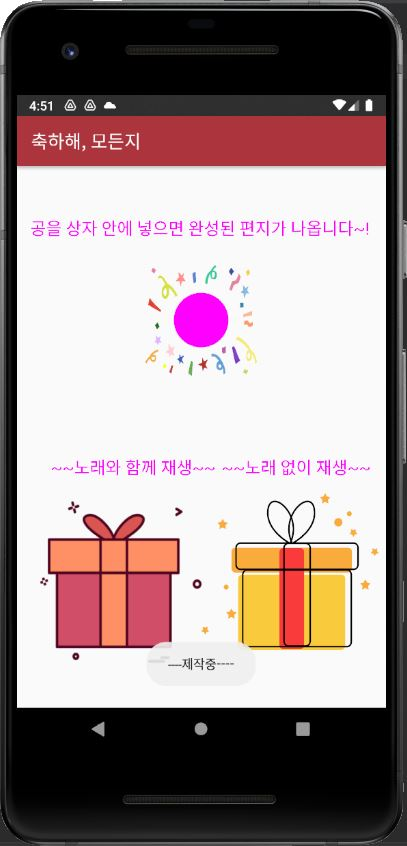 4:51
축하해, 모든지
공을 상자 안에 넣으면 완성된 편지가 나옵니다~!
~~노래와 함께 재생~~ ~~노래 없이 재생~~
----제작중----